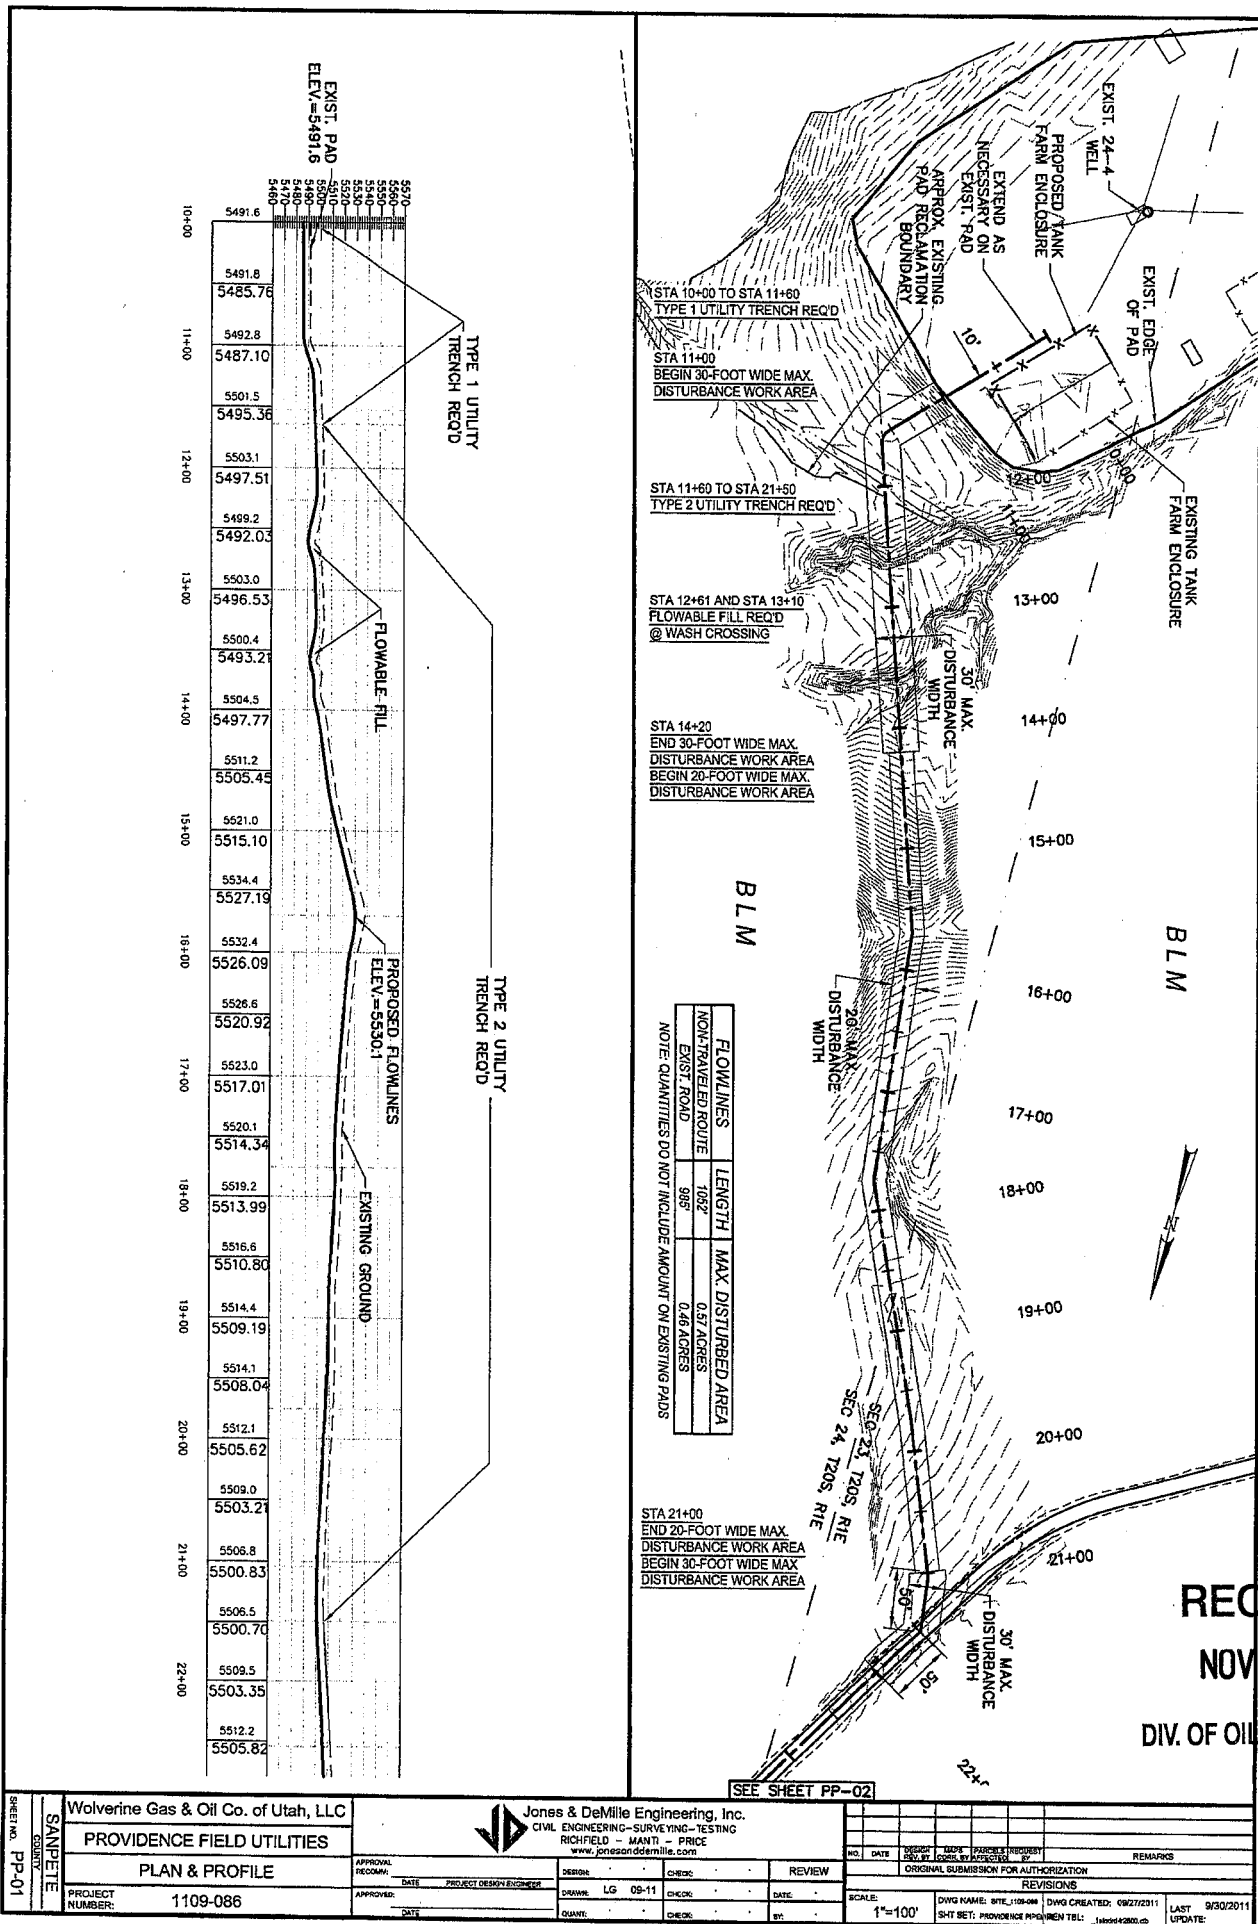 EXIST. PAD
ELEV.=5491.6
5570
5560
5550
5540
5530
5520
5510
5500
5490
5480
5470
5460
TYPE 1 UTILITY
TRENCH REQ'D
FLOWABLE FILL
PROPOSED FLOWLINES
ELEV.=5530.1
TYPE 2 UTILITY
TRENCH REQ'D
EXISTING GROUND
5491.6
5491.8
5485.76
5492.8
5487.10
5501.5
5495.36
5503.1
5497.51
5499.2
5492.03
5503.0
5496.53
5500.4
5493.21
5504.5
5497.77
5511.2
5505.45
5521.0
5515.10
5534.4
5527.19
5532.4
5526.09
5526.6
5520.92
5523.0
5517.01
5520.1
5514.34
5519.2
5513.99
5516.6
5510.80
5514.4
5509.19
5514.1
5508.04
5512.1
5505.62
5509.0
5503.21
5506.8
5500.83
5506.5
5500.70
5509.5
5503.35
5512.2
5505.82
10+00
11+00
12+00
13+00
14+00
15+00
16+00
17+00
18+00
19+00
20+00
21+00
22+00
EXIST. 24-4
WELL
PROPOSED TANK
FARM ENCLOSURE
EXTEND AS
NECESSARY ON
EXIST. PAD
APPROX. EXISTING
PAD RECLAMATION
BOUNDARY
EXIST. EDGE
OF PAD
10'
EXISTING TANK
FARM ENCLOSURE
STA 10+00 TO STA 11+60
TYPE 1 UTILITY TRENCH REQ'D
STA 11+00
BEGIN 30-FOOT WIDE MAX.
DISTURBANCE WORK AREA
STA 11+60 TO STA 21+50
TYPE 2 UTILITY TRENCH REQ'D
STA 12+61 AND STA 13+10
FLOWABLE FILL REQ'D
@ WASH CROSSING
STA 14+20
END 30-FOOT WIDE MAX.
DISTURBANCE WORK AREA
BEGIN 20-FOOT WIDE MAX.
DISTURBANCE WORK AREA
30' MAX.
DISTURBANCE
WIDTH
12+00
13+00
14+00
15+00
16+00
17+00
18+00
19+00
20+00
21+00
BLM
BLM
20' MAX.
DISTURBANCE
WIDTH
N
FLOWLINES LENGTH MAX. DISTURBED AREA
NON-TRAVELED ROUTE 1052' 0.57 ACRES
EXIST. ROAD 985' 0.46 ACRES
NOTE: QUANTITIES DO NOT INCLUDE AMOUNT ON EXISTING PADS
SEC 23, T20S, R1E
SEC 24, T20S, R1E
STA 21+00
END 20-FOOT WIDE MAX.
DISTURBANCE WORK AREA
BEGIN 30-FOOT WIDE MAX
DISTURBANCE WORK AREA
50'
50'
30' MAX.
DISTURBANCE
WIDTH
SEE SHEET PP-02
REC
NOV
DIV. OF OIL
SHEET NO. PP-01
SANPETE
COUNTY
Wolverine Gas & Oil Co. of Utah, LLC
PROVIDENCE FIELD UTILITIES
PLAN & PROFILE
PROJECT
NUMBER: 1109-086
Jones & DeMille Engineering, Inc.
CIVIL ENGINEERING-SURVEYING-TESTING
RICHFIELD - MANTI - PRICE
www.jonesanddemille.com
APPROVAL
RECOMM.
DATE PROJECT DESIGN ENGINEER
APPROVED:
DATE
DESIGN: CHECK: REVIEW
DRAWN: LG 09-11 CHECK: DATE:
QUANT: CHECK: BY:
NO. DATE REMARKS
ORIGINAL SUBMISSION FOR AUTHORIZATION
REVISIONS
SCALE:
1"=100'
DWG CREATED: 09/27/2011
LAST
UPDATE: 9/30/2011